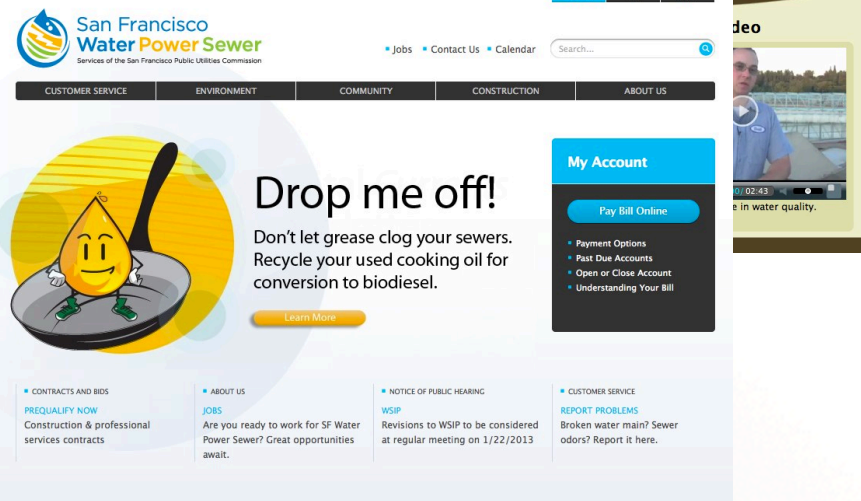 San Francisco
Water Power Sewer
Services of the San Francisco Public Utilities Commission
Jobs
Contact Us
Calendar
Search...
CUSTOMER SERVICE
ENVIRONMENT
COMMUNITY
CONSTRUCTION
ABOUT US
Drop me off!
Don't let grease clog your sewers.
Recycle your used cooking oil for
conversion to biodiesel.
Learn More
My Account
Pay Bill Online
Payment Options
Past Due Accounts
Open or Close Account
Understanding Your Bill
CONTRACTS AND BIDS
PREQUALIFY NOW
Construction & professional
services contracts
ABOUT US
JOBS
Are you ready to work for SF Water
Power Sewer? Great opportunities
await.
NOTICE OF PUBLIC HEARING
WSIP
Revisions to WSIP to be considered
at regular meeting on 1/22/2013
CUSTOMER SERVICE
REPORT PROBLEMS
Broken water main? Sewer
odors? Report it here.
deo
/ 02:43
e in water quality.